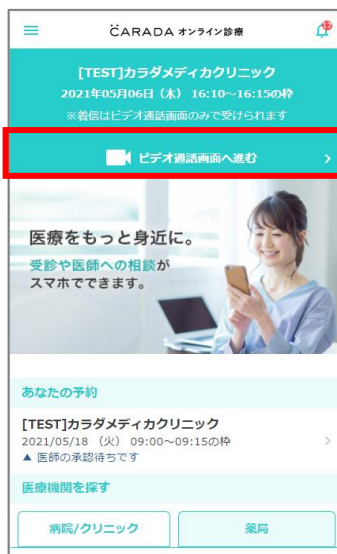 CARADA オンライン診療
17
[TEST]カラダメディカクリニック
2021年05月06日（木） 16:10～16:15の枠
※着信はビデオ通話画面のみで受けられます
ビデオ通話画面へ進む
医療をもっと身近に。
受診や医師への相談が
スマホでできます。
あなたの予約
[TEST]カラダメディカクリニック
2021/05/18 （火） 09:00～09:15の枠
▲ 医師の承認待ちです
医療機関を探す
病院/クリニック 薬局